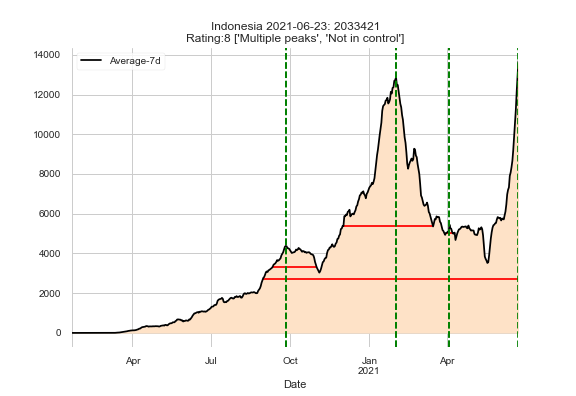 Indonesia 2021-06-23: 2033421
Rating:8 ['Multiple peaks', 'Not in control']
Average-7d
14000
12000
10000
8000
6000
4000
2000
0
Apr Jul Oct Jan Apr
2021
Date